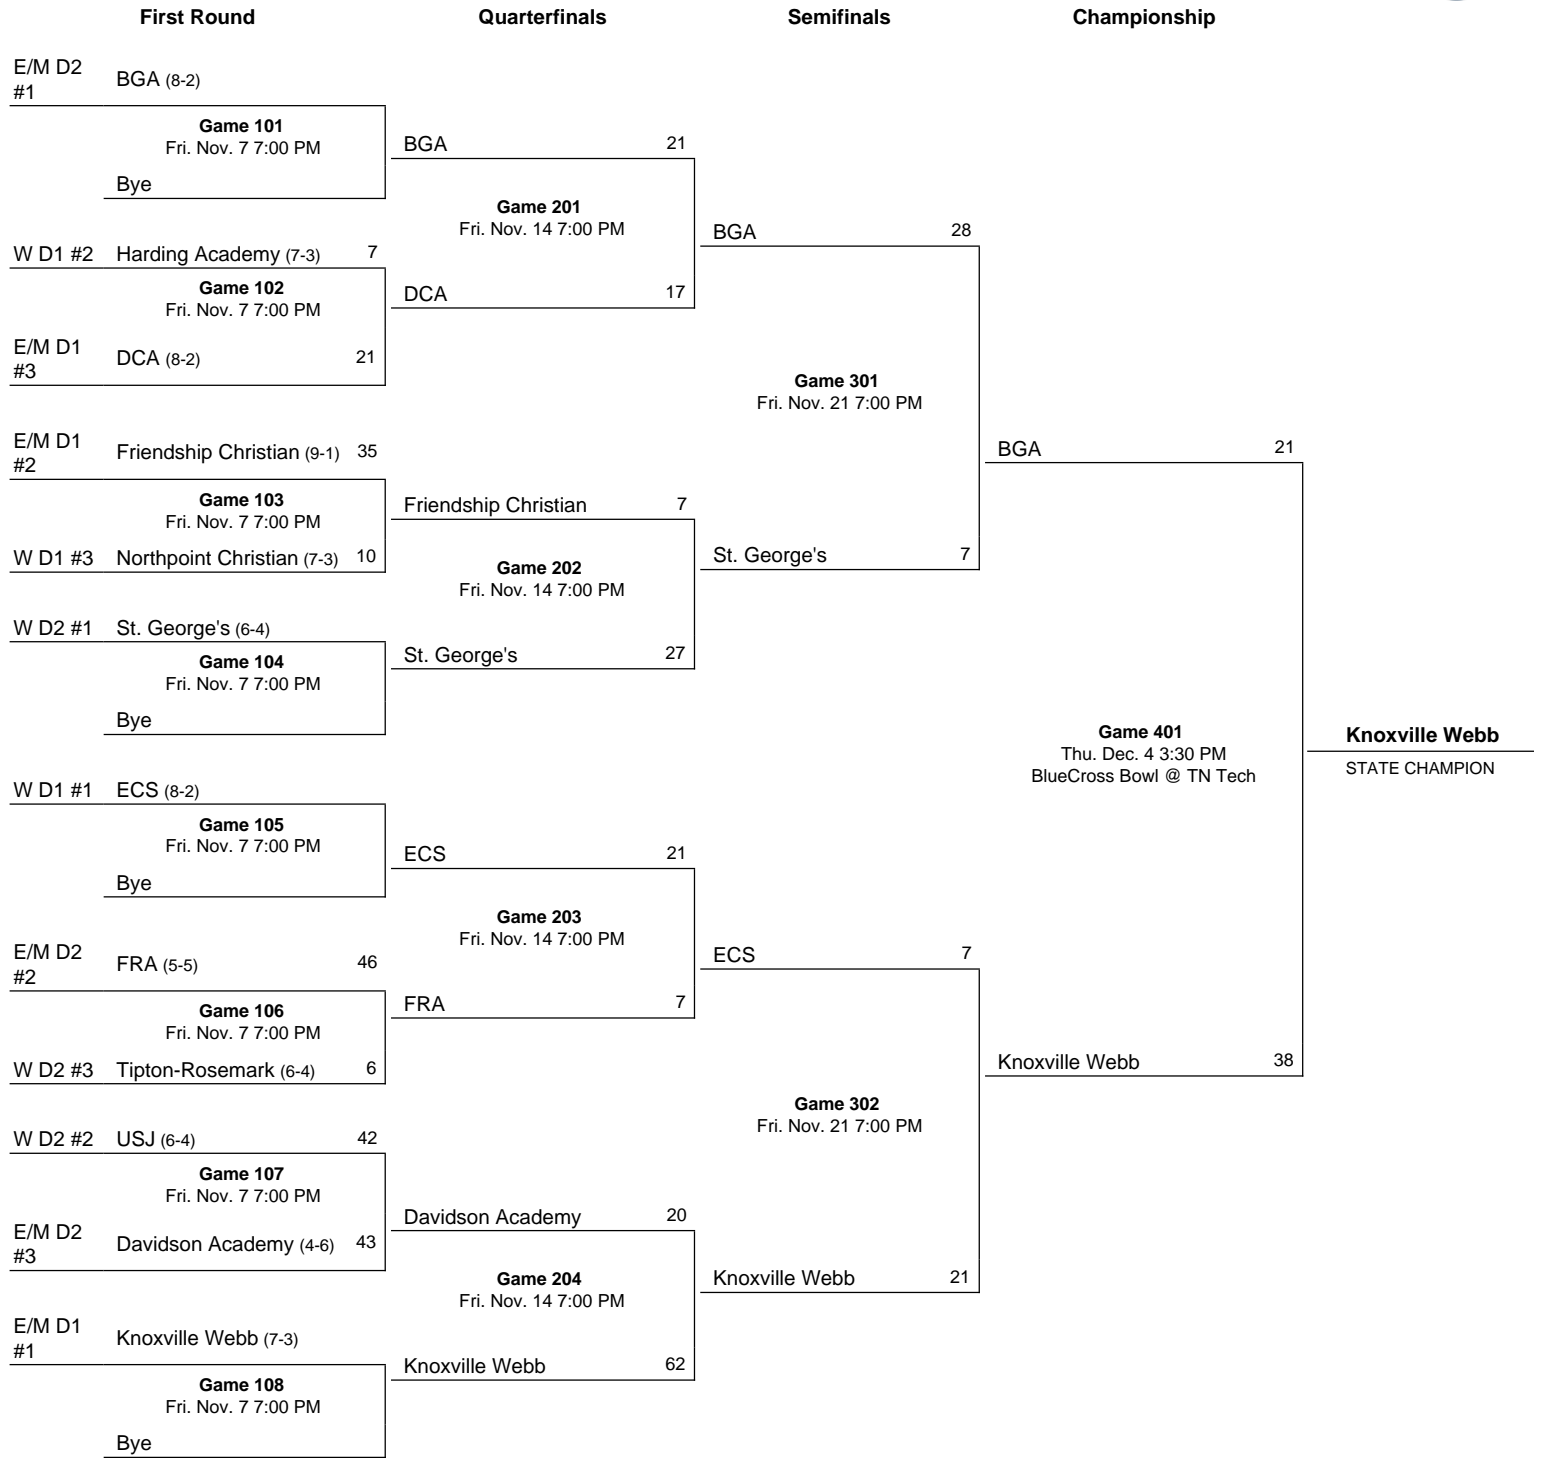 First Round Quarterfinals Semifinals Championship
E/M D2
#1
BGA (8-2)
Game 101
Fri. Nov. 7 7:00 PM
Bye
W D1 #2 Harding Academy (7-3) 7
Game 102
Fri. Nov. 7 7:00 PM
E/M D1
#3
DCA (8-2) 21
E/M D1
#2
Friendship Christian (9-1) 35
Game 103
Fri. Nov. 7 7:00 PM
W D1 #3 Northpoint Christian (7-3) 10
W D2 #1 St. George's (6-4)
Game 104
Fri. Nov. 7 7:00 PM
Bye
W D1 #1 ECS (8-2)
Game 105
Fri. Nov. 7 7:00 PM
Bye
E/M D2
#2
FRA (5-5) 46
Game 106
Fri. Nov. 7 7:00 PM
W D2 #3 Tipton-Rosemark (6-4) 6
W D2 #2 USJ (6-4) 42
Game 107
Fri. Nov. 7 7:00 PM
E/M D2
#3
Davidson Academy (4-6) 43
E/M D1
#1
Knoxville Webb (7-3)
Game 108
Fri. Nov. 7 7:00 PM
Bye
BGA 21
Game 201
Fri. Nov. 14 7:00 PM
DCA 17
Friendship Christian 7
Game 202
Fri. Nov. 14 7:00 PM
St. George's 27
ECS 21
Game 203
Fri. Nov. 14 7:00 PM
FRA 7
Davidson Academy 20
Game 204
Fri. Nov. 14 7:00 PM
Knoxville Webb 62
BGA 28
Game 301
Fri. Nov. 21 7:00 PM
St. George's 7
ECS 7
Game 302
Fri. Nov. 21 7:00 PM
Knoxville Webb 21
BGA 21
Game 401
Thu. Dec. 4 3:30 PM
BlueCross Bowl @ TN Tech
Knoxville Webb 38
Knoxville Webb
STATE CHAMPION